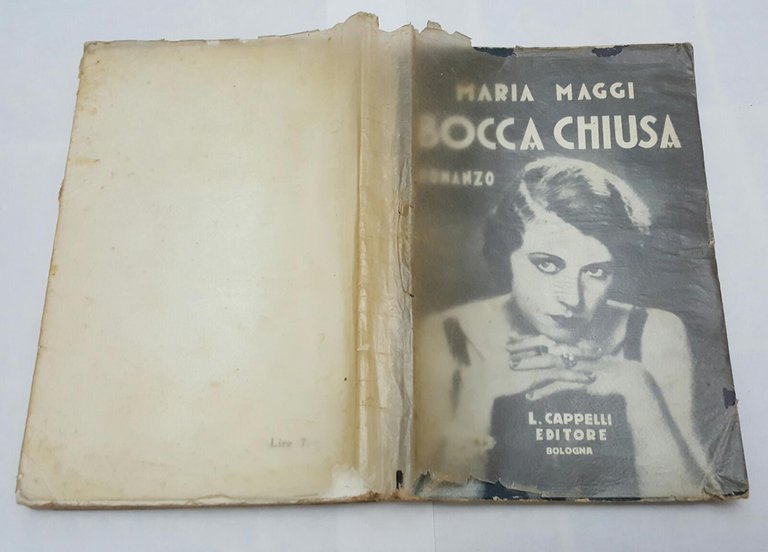 MARIA MAGGI
BOCCA CHIUSA
ROMANZO
L. CAPPELLI
EDITORE
BOLOGNA
Lire 7